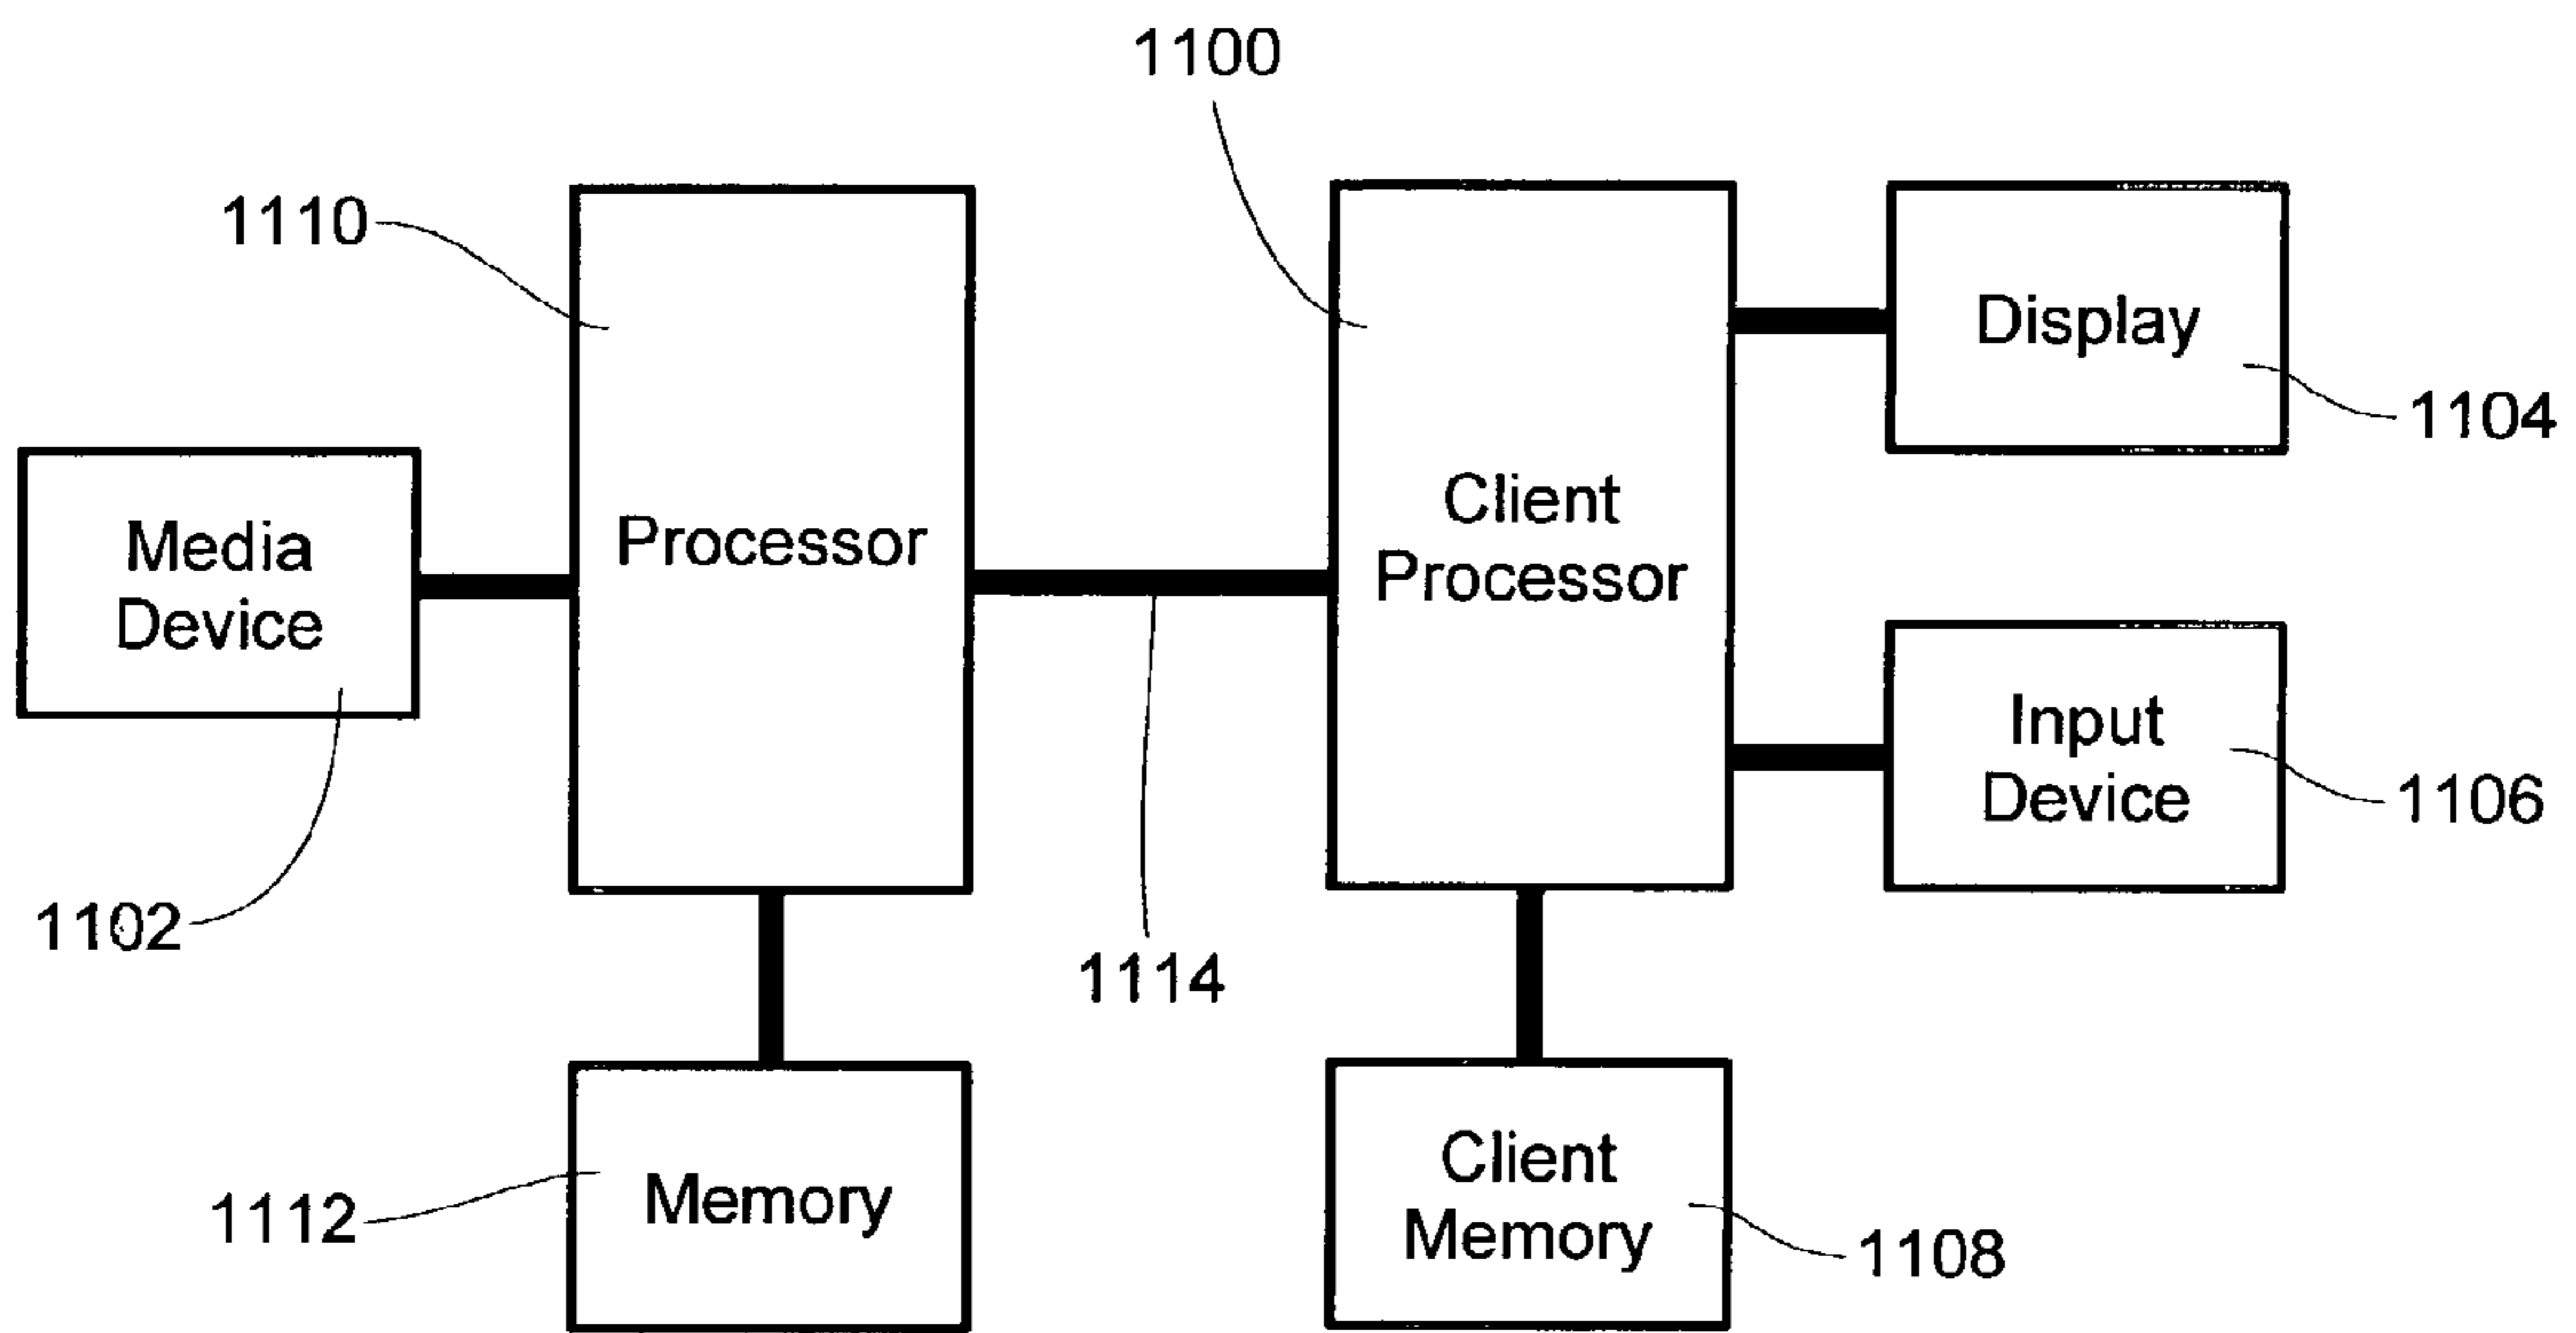 1100
1110
Display
1104
Client
Processor
Processor
Media
Device
Input
Device
1106
1102
1114
Client
Memory
Memory
1112
1108